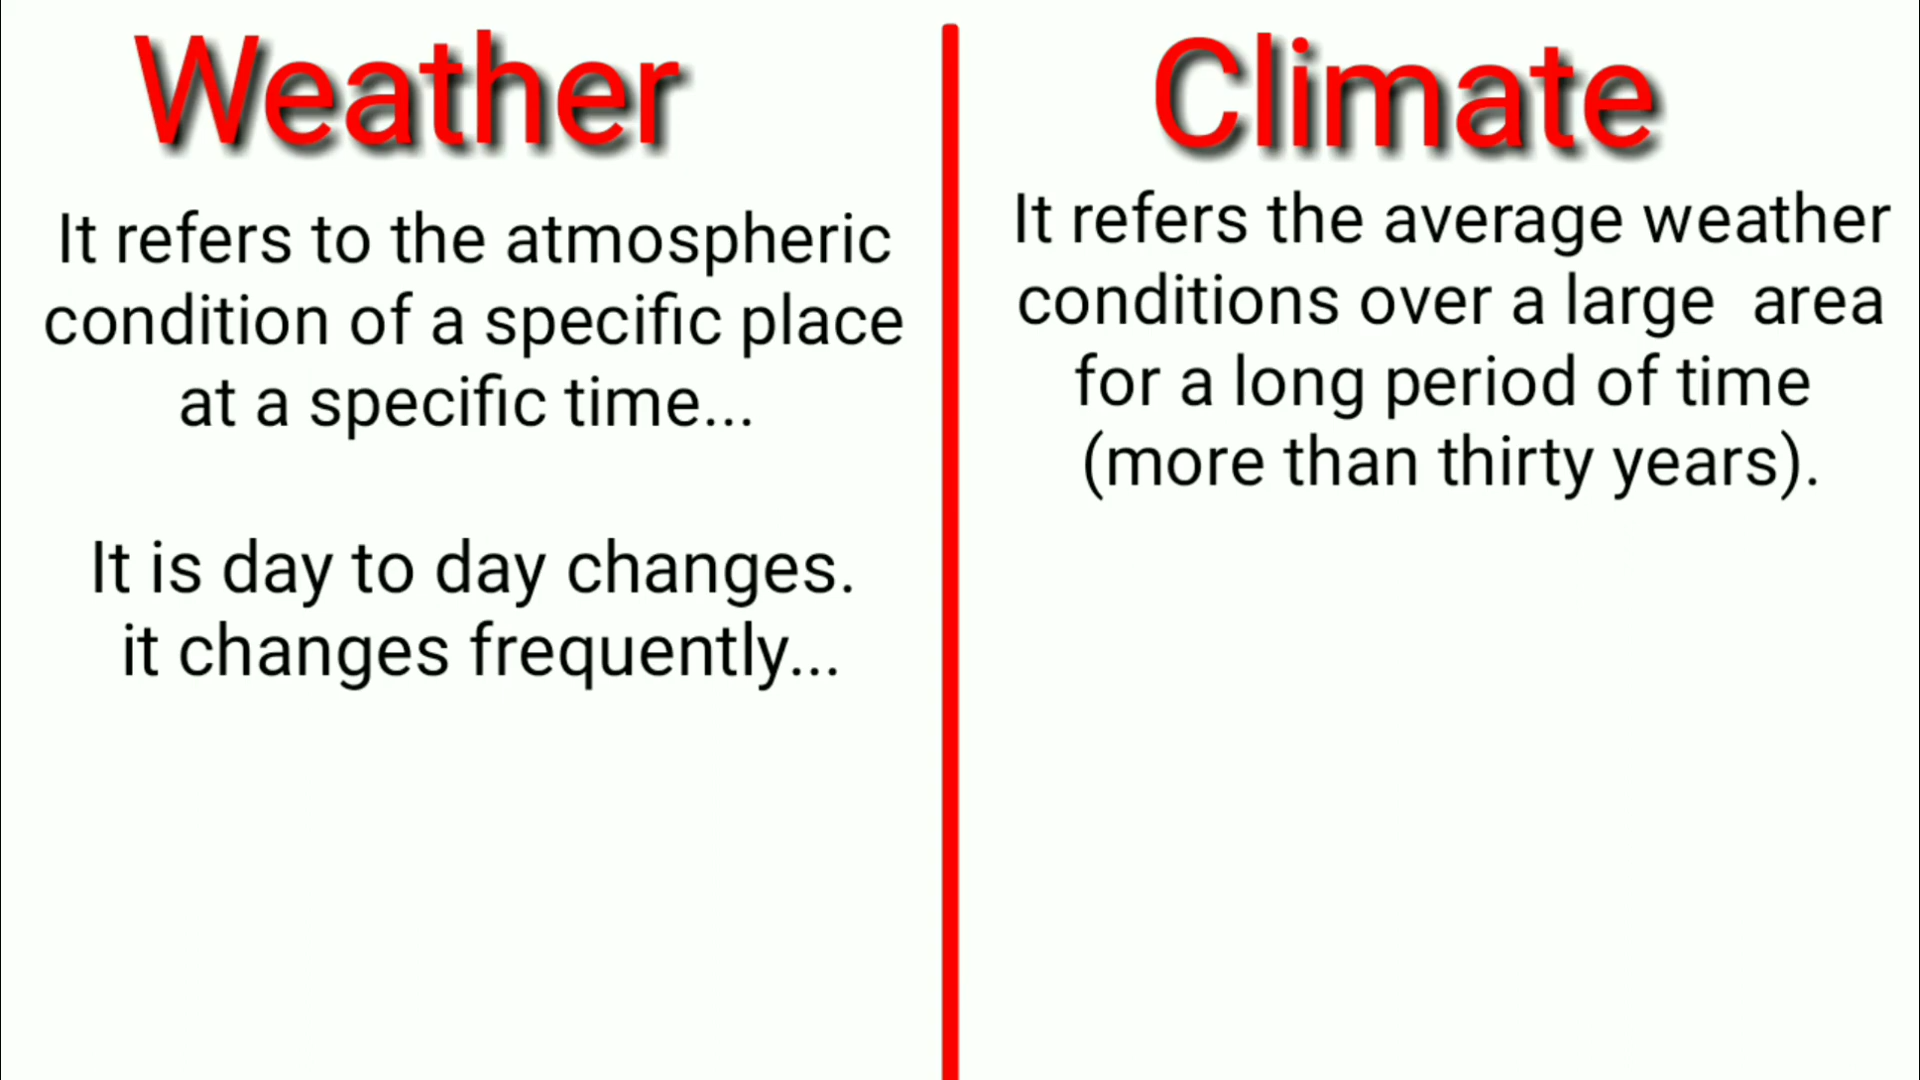 Weather
It refers to the atmospheric
condition of a specific place
at a specific time...
It is day to day changes.
it changes frequently...
Climate
It refers the average weather
conditions over a large  area
for a long period of time
(more than thirty years).